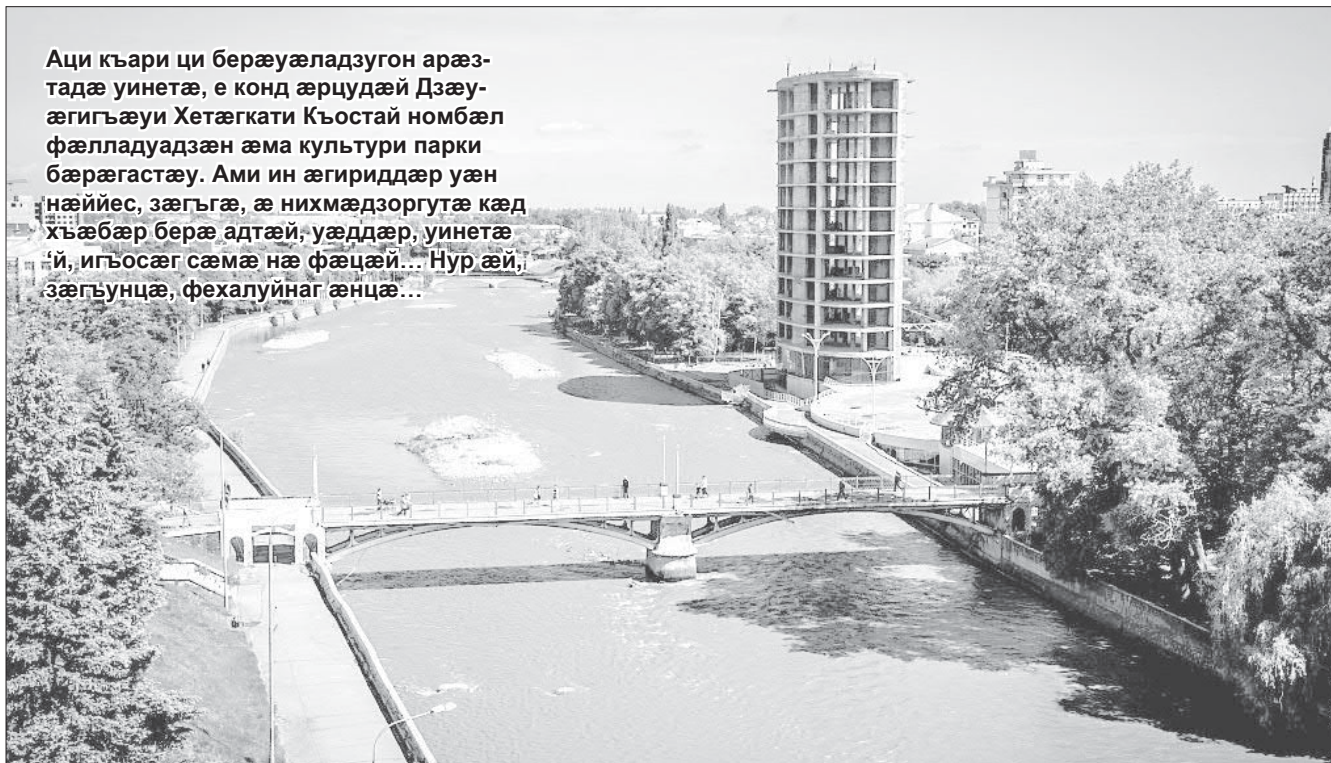 Аци къари ци берæуæладзугон арæз-
тадæ уинетæ, е конд æрцудæй Дзæу-
æгигъæуи Хетæгкати Къостай номбæл
фæлладуадзæн æма культури парки
бæрæгастæу. Ами ин æгириддæр уæн
нæййес, зæгъгæ, æ нихмæдзоргутæ кæд
хъæбæр берæ адтæй, уæддæр, уинетæ
‘й, игъосæг сæмæ нæ фæцæй... Нур æй,
зæгъунцæ, фехалуйнаг æнцæ...